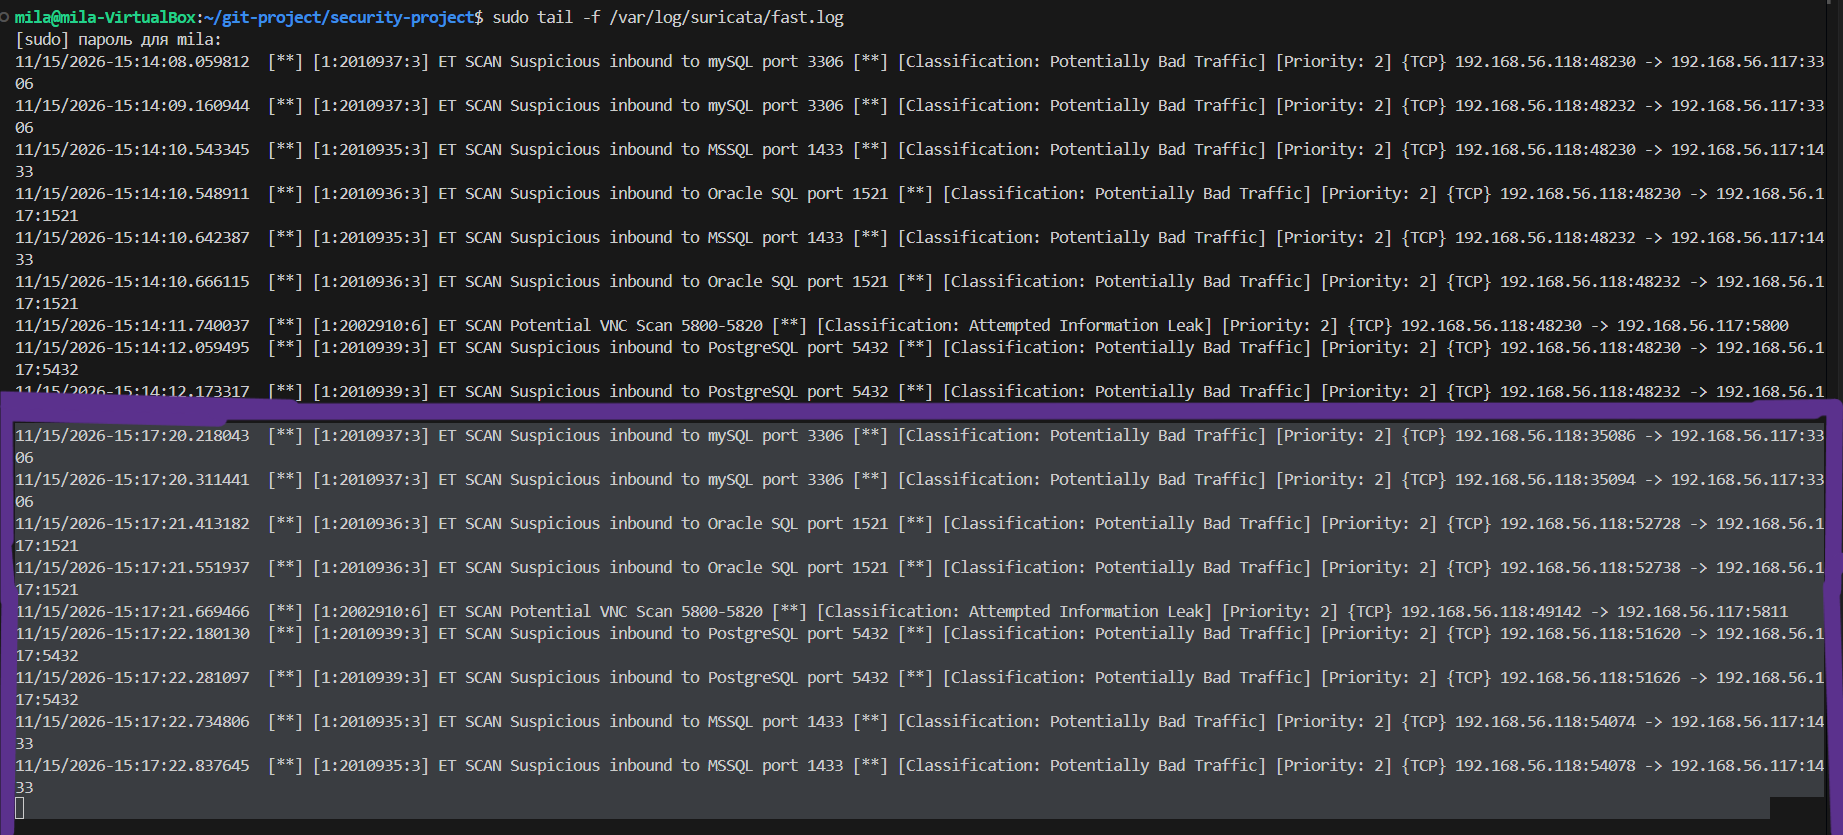 mila@mila-VirtualBox:~/git-project/security-project$ sudo tail -f /var/log/suricata/fast.log
[sudo] пароль для mila:
11/15/2026-15:14:08.059812  [**] [1:2010937:3] ET SCAN Suspicious inbound to mySQL port 3306 [**] [Classification: Potentially Bad Traffic] [Priority: 2] {TCP} 192.168.56.118:48230 -> 192.168.56.117:33
06
11/15/2026-15:14:09.160944  [**] [1:2010937:3] ET SCAN Suspicious inbound to mySQL port 3306 [**] [Classification: Potentially Bad Traffic] [Priority: 2] {TCP} 192.168.56.118:48232 -> 192.168.56.117:33
06
11/15/2026-15:14:10.543345  [**] [1:2010935:3] ET SCAN Suspicious inbound to MSSQL port 1433 [**] [Classification: Potentially Bad Traffic] [Priority: 2] {TCP} 192.168.56.118:48230 -> 192.168.56.117:14
33
11/15/2026-15:14:10.548911  [**] [1:2010936:3] ET SCAN Suspicious inbound to Oracle SQL port 1521 [**] [Classification: Potentially Bad Traffic] [Priority: 2] {TCP} 192.168.56.118:48230 -> 192.168.56.1
17:1521
11/15/2026-15:14:10.642387  [**] [1:2010935:3] ET SCAN Suspicious inbound to MSSQL port 1433 [**] [Classification: Potentially Bad Traffic] [Priority: 2] {TCP} 192.168.56.118:48232 -> 192.168.56.117:14
33
11/15/2026-15:14:10.666115  [**] [1:2010936:3] ET SCAN Suspicious inbound to Oracle SQL port 1521 [**] [Classification: Potentially Bad Traffic] [Priority: 2] {TCP} 192.168.56.118:48232 -> 192.168.56.1
17:1521
11/15/2026-15:14:11.740037  [**] [1:2002910:6] ET SCAN Potential VNC Scan 5800-5820 [**] [Classification: Attempted Information Leak] [Priority: 2] {TCP} 192.168.56.118:48230 -> 192.168.56.117:5800
11/15/2026-15:14:12.059495  [**] [1:2010939:3] ET SCAN Suspicious inbound to PostgreSQL port 5432 [**] [Classification: Potentially Bad Traffic] [Priority: 2] {TCP} 192.168.56.118:48230 -> 192.168.56.1
17:5432
11/15/2026-15:14:12.173317  [**] [1:2010939:3] ET SCAN Suspicious inbound to PostgreSQL port 5432 [**] [Classification: Potentially Bad Traffic] [Priority: 2] {TCP} 192.168.56.118:48232 -> 192.168.56.1
11/15/2026-15:17:20.218043  [**] [1:2010937:3] ET SCAN Suspicious inbound to mySQL port 3306 [**] [Classification: Potentially Bad Traffic] [Priority: 2] {TCP} 192.168.56.118:35086 -> 192.168.56.117:33
06
11/15/2026-15:17:20.311441  [**] [1:2010937:3] ET SCAN Suspicious inbound to mySQL port 3306 [**] [Classification: Potentially Bad Traffic] [Priority: 2] {TCP} 192.168.56.118:35094 -> 192.168.56.117:33
06
11/15/2026-15:17:21.413182  [**] [1:2010936:3] ET SCAN Suspicious inbound to Oracle SQL port 1521 [**] [Classification: Potentially Bad Traffic] [Priority: 2] {TCP} 192.168.56.118:52728 -> 192.168.56.1
17:1521
11/15/2026-15:17:21.551937  [**] [1:2010936:3] ET SCAN Suspicious inbound to Oracle SQL port 1521 [**] [Classification: Potentially Bad Traffic] [Priority: 2] {TCP} 192.168.56.118:52738 -> 192.168.56.1
17:1521
11/15/2026-15:17:21.669466  [**] [1:2002910:6] ET SCAN Potential VNC Scan 5800-5820 [**] [Classification: Attempted Information Leak] [Priority: 2] {TCP} 192.168.56.118:49142 -> 192.168.56.117:5811
11/15/2026-15:17:22.180130  [**] [1:2010939:3] ET SCAN Suspicious inbound to PostgreSQL port 5432 [**] [Classification: Potentially Bad Traffic] [Priority: 2] {TCP} 192.168.56.118:51620 -> 192.168.56.1
17:5432
11/15/2026-15:17:22.281097  [**] [1:2010939:3] ET SCAN Suspicious inbound to PostgreSQL port 5432 [**] [Classification: Potentially Bad Traffic] [Priority: 2] {TCP} 192.168.56.118:51626 -> 192.168.56.1
17:5432
11/15/2026-15:17:22.734806  [**] [1:2010935:3] ET SCAN Suspicious inbound to MSSQL port 1433 [**] [Classification: Potentially Bad Traffic] [Priority: 2] {TCP} 192.168.56.118:54074 -> 192.168.56.117:14
33
11/15/2026-15:17:22.837645  [**] [1:2010935:3] ET SCAN Suspicious inbound to MSSQL port 1433 [**] [Classification: Potentially Bad Traffic] [Priority: 2] {TCP} 192.168.56.118:54078 -> 192.168.56.117:14
33